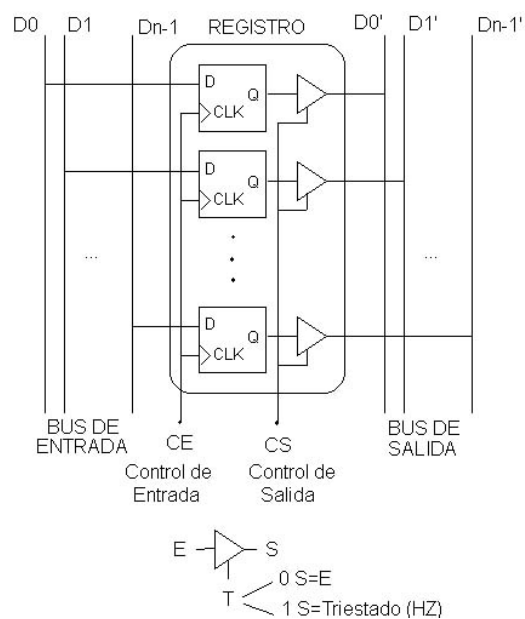 D0 D1 Dn-1 REGISTRO D0' D1' Dn-1'
D Q
CLK
D Q
CLK
... ...
D Q
CLK
BUS DE
ENTRADA
CE
Control de
Entrada
CS
Control de
Salida
BUS DE
SALIDA
E S
T
0 S=E
1 S=Triestado (HZ)